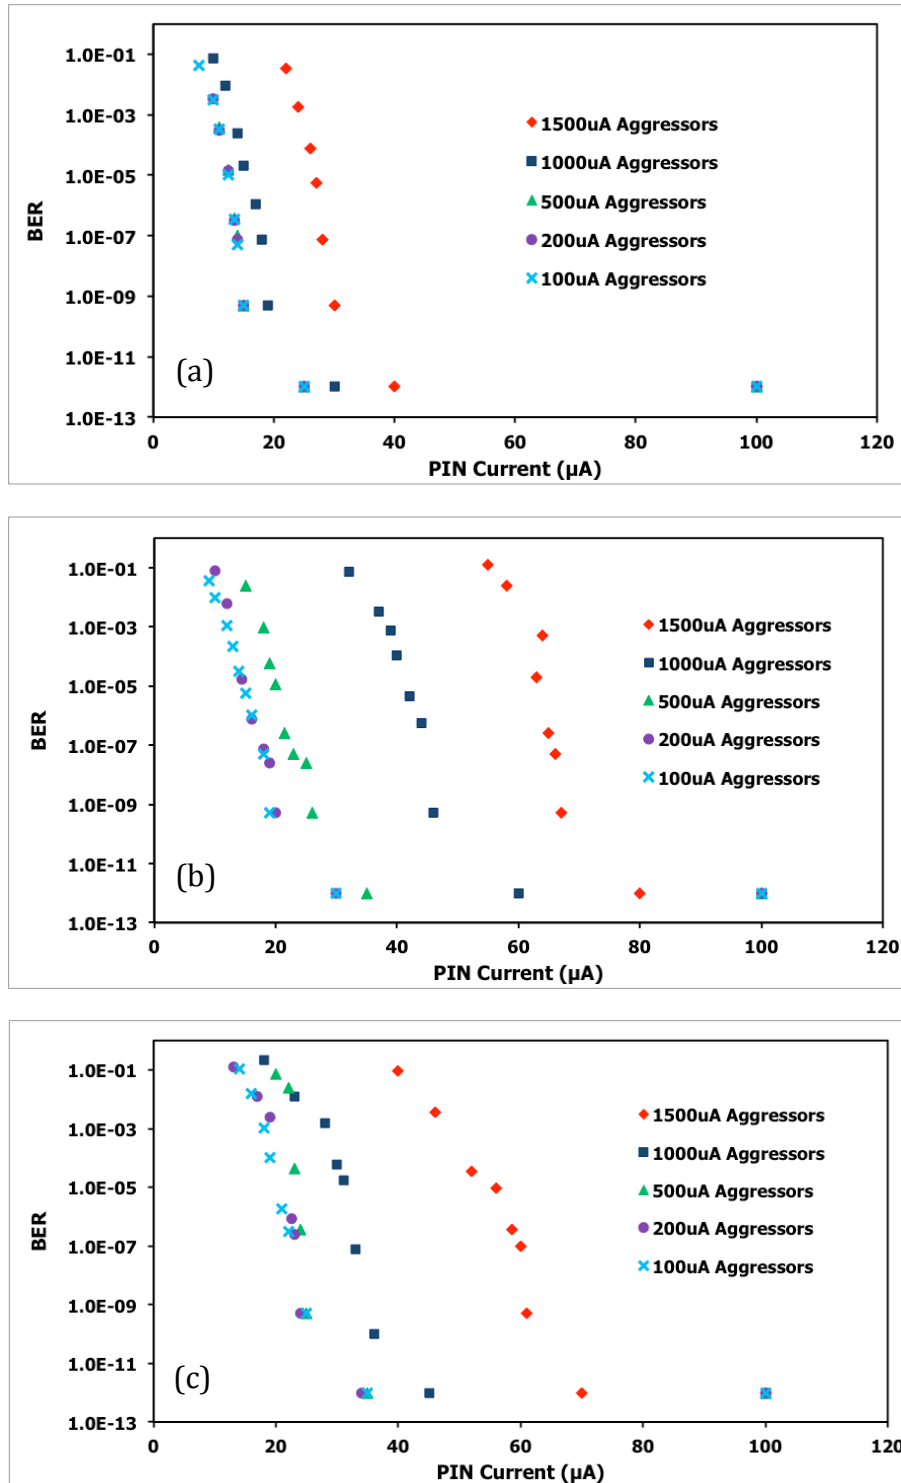 1.0E-01
1.0E-03
1.0E-05
1.0E-07
1.0E-09
1.0E-11
1.0E-13
BER
1500uA Aggressors
1000uA Aggressors
500uA Aggressors
200uA Aggressors
100uA Aggressors
(a)
0 20 40 60 80 100 120
PIN Current (µA)
1.0E-01
1.0E-03
1.0E-05
1.0E-07
1.0E-09
1.0E-11
1.0E-13
BER
1500uA Aggressors
1000uA Aggressors
500uA Aggressors
200uA Aggressors
100uA Aggressors
(b)
0 20 40 60 80 100 120
PIN Current (µA)
1.0E-01
1.0E-03
1.0E-05
1.0E-07
1.0E-09
1.0E-11
1.0E-13
BER
1500uA Aggressors
1000uA Aggressors
500uA Aggressors
200uA Aggressors
100uA Aggressors
(c)
0 20 40 60 80 100 120
PIN Current (µA)